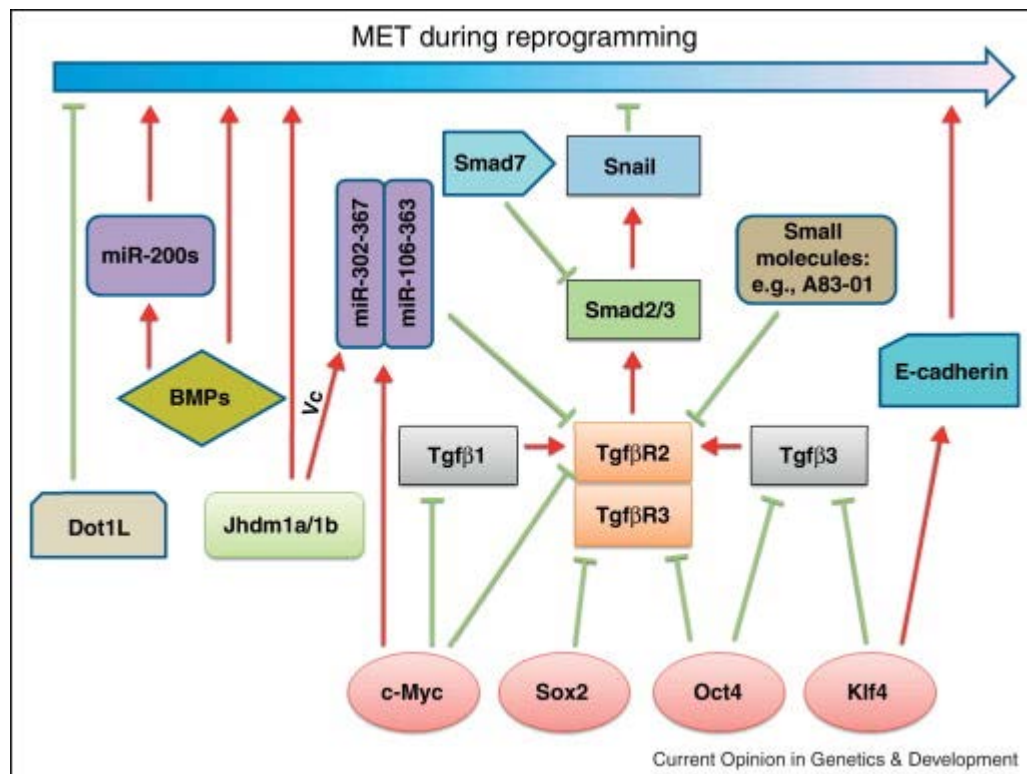 MET during reprogramming
Smad7
Snail
miR-302-367
miR-106-363
miR-200s
Small
molecules:
e.g., A83-01
Smad2/3
E-cadherin
BMPs
Vc
Tgfβ1
TgfβR2
Tgfβ3
TgfβR3
Dot1L
Jhdm1a/1b
c-Myc
Sox2
Oct4
Klf4
Current Opinion in Genetics & Development